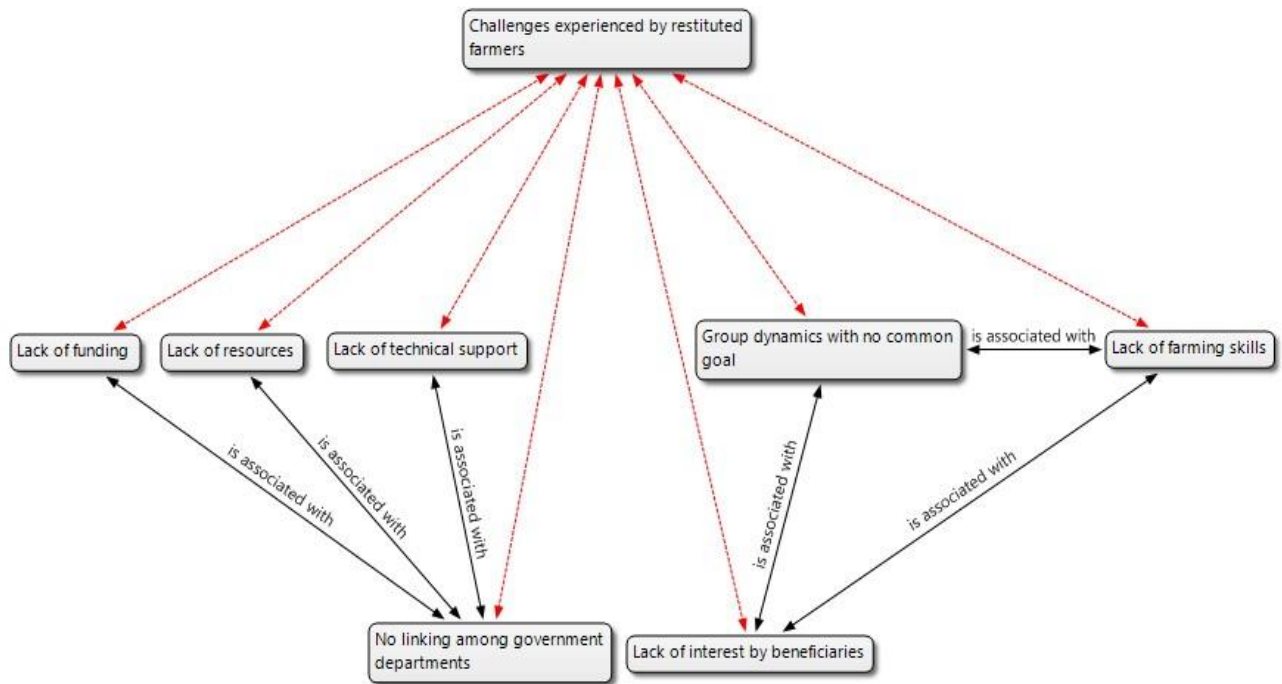 Challenges experienced by restituted
farmers
Lack of funding
Lack of resources
Lack of technical support
Group dynamics with no common
goal
is associated with
Lack of farming skills
is associated with
is associated with
is associated with
is associated with
is associated with
No linking among government
departments
Lack of interest by beneficiaries